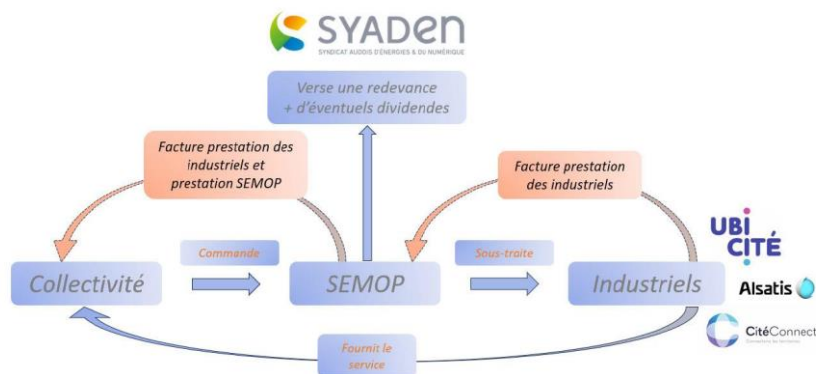 SYADEN
SYNDICAT AUDOIS D'ÉNERGIES & DU NUMÉRIQUE
Verse une redevance
+ d'éventuels dividendes
Facture prestation des
industriels et
prestation SEMOP
Facture prestation
des industriels
Collectivité
Commande
SEMOP
Sous-traite
Industriels
UBI
CITÉ
Alsatis
CitéConnect
Fournit le
service